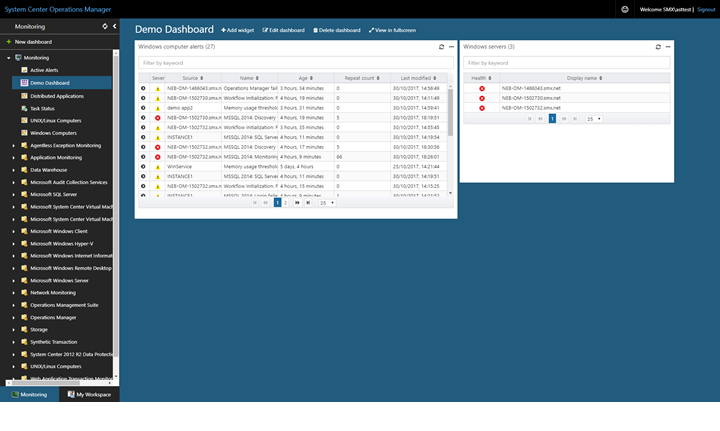 System Center Operations Manager
Welcome SMX\asttest | Signout
Monitoring
+ New dashboard
Monitoring
Active Alerts
Demo Dashboard
Distributed Applications
Task Status
UNIX/Linux Computers
Windows Computers
Agentless Exception Monitoring
Application Monitoring
Data Warehouse
Microsoft Audit Collection Services
Microsoft SQL Server
Microsoft System Center Virtual Mach
Microsoft System Center Virtual Mach
Microsoft Windows Client
Microsoft Windows Hyper-V
Microsoft Windows Internet Informat
Microsoft Windows Remote Desktop
Microsoft Windows Server
Network Monitoring
Operations Management Suite
Operations Manager
Storage
Synthetic Transaction
System Center 2012 R2 Data Protectio
UNIX/Linux Computers
Web Application Transaction Monitor
Monitoring
My Workspace
Demo Dashboard + Add widget Edit dashboard Delete dashboard View in fullscreen
Windows computer alerts (27)
Filter by keyword
Sever Source Name Age Repeat count Last modified
NEB-OM-1486043.smx.n Operations Manager fail 3 hours, 34 minutes 0 30/10/2017, 14:56:49
NEB-OM-1502730.smx.n Workflow Initialization: F 4 hours, 19 minutes 0 30/10/2017, 14:11:49
demo app2 Memory usage threshold 3 hours, 31 minutes 0 30/10/2017, 14:59:41
NEB-OM-1502730.smx.n MSSQL 2014: Discovery 4 hours, 19 minutes 5 30/10/2017, 18:19:51
NEB-OM-1502732.smx.n Workflow Initialization: F 3 hours, 35 minutes 0 30/10/2017, 14:55:45
INSTANCE1 MSSQL 2014: SQL Serve 4 hours, 11 minutes 0 30/10/2017, 14:19:54
NEB-OM-1502732.smx.n MSSQL 2014: Discovery 4 hours, 17 minutes 5 30/10/2017, 18:30:56
NEB-OM-1502732.smx.n MSSQL 2014: Monitoring 4 hours, 9 minutes 66 30/10/2017, 18:26:01
WinService Memory usage threshold 5 days, 4 hours 0 25/10/2017, 14:21:44
INSTANCE1 MSSQL 2014: SQL Serve 4 hours, 11 minutes 0 30/10/2017, 14:19:51
NEB-OM-1502732.smx.n Workflow Initialization: F 4 hours, 15 minutes 0 30/10/2017, 14:15:25
1 2 25
Windows servers (3)
Filter by keyword
Health Display name
NEB-OM-1486043.smx.net
NEB-OM-1502730.smx.net
NEB-OM-1502732.smx.net
1 25